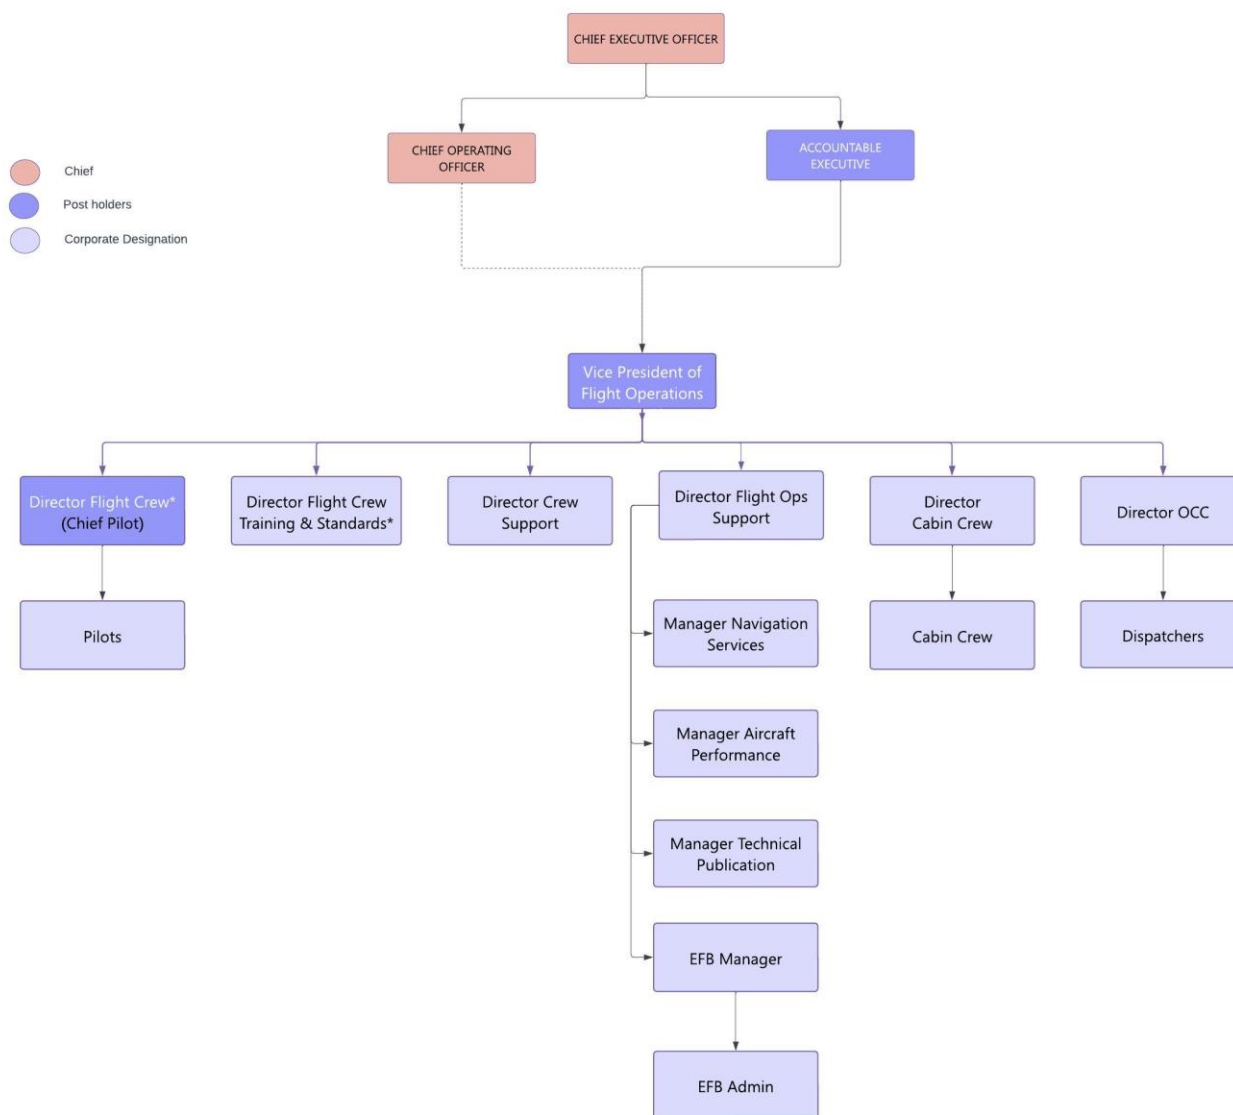 CHIEF EXECUTIVE OFFICER
CHIEF OPERATING
OFFICER
ACCOUNTABLE
EXECUTIVE
Chief
Post holders
Corporate Designation
Vice President of
Flight Operations
Director Flight Crew*
(Chief Pilot)
Director Flight Crew
Training & Standards*
Director Crew
Support
Director Flight Ops
Support
Director
Cabin Crew
Director OCC
Pilots
Manager Navigation
Services
Cabin Crew
Dispatchers
Manager Aircraft
Performance
Manager Technical
Publication
EFB Manager
EFB Admin